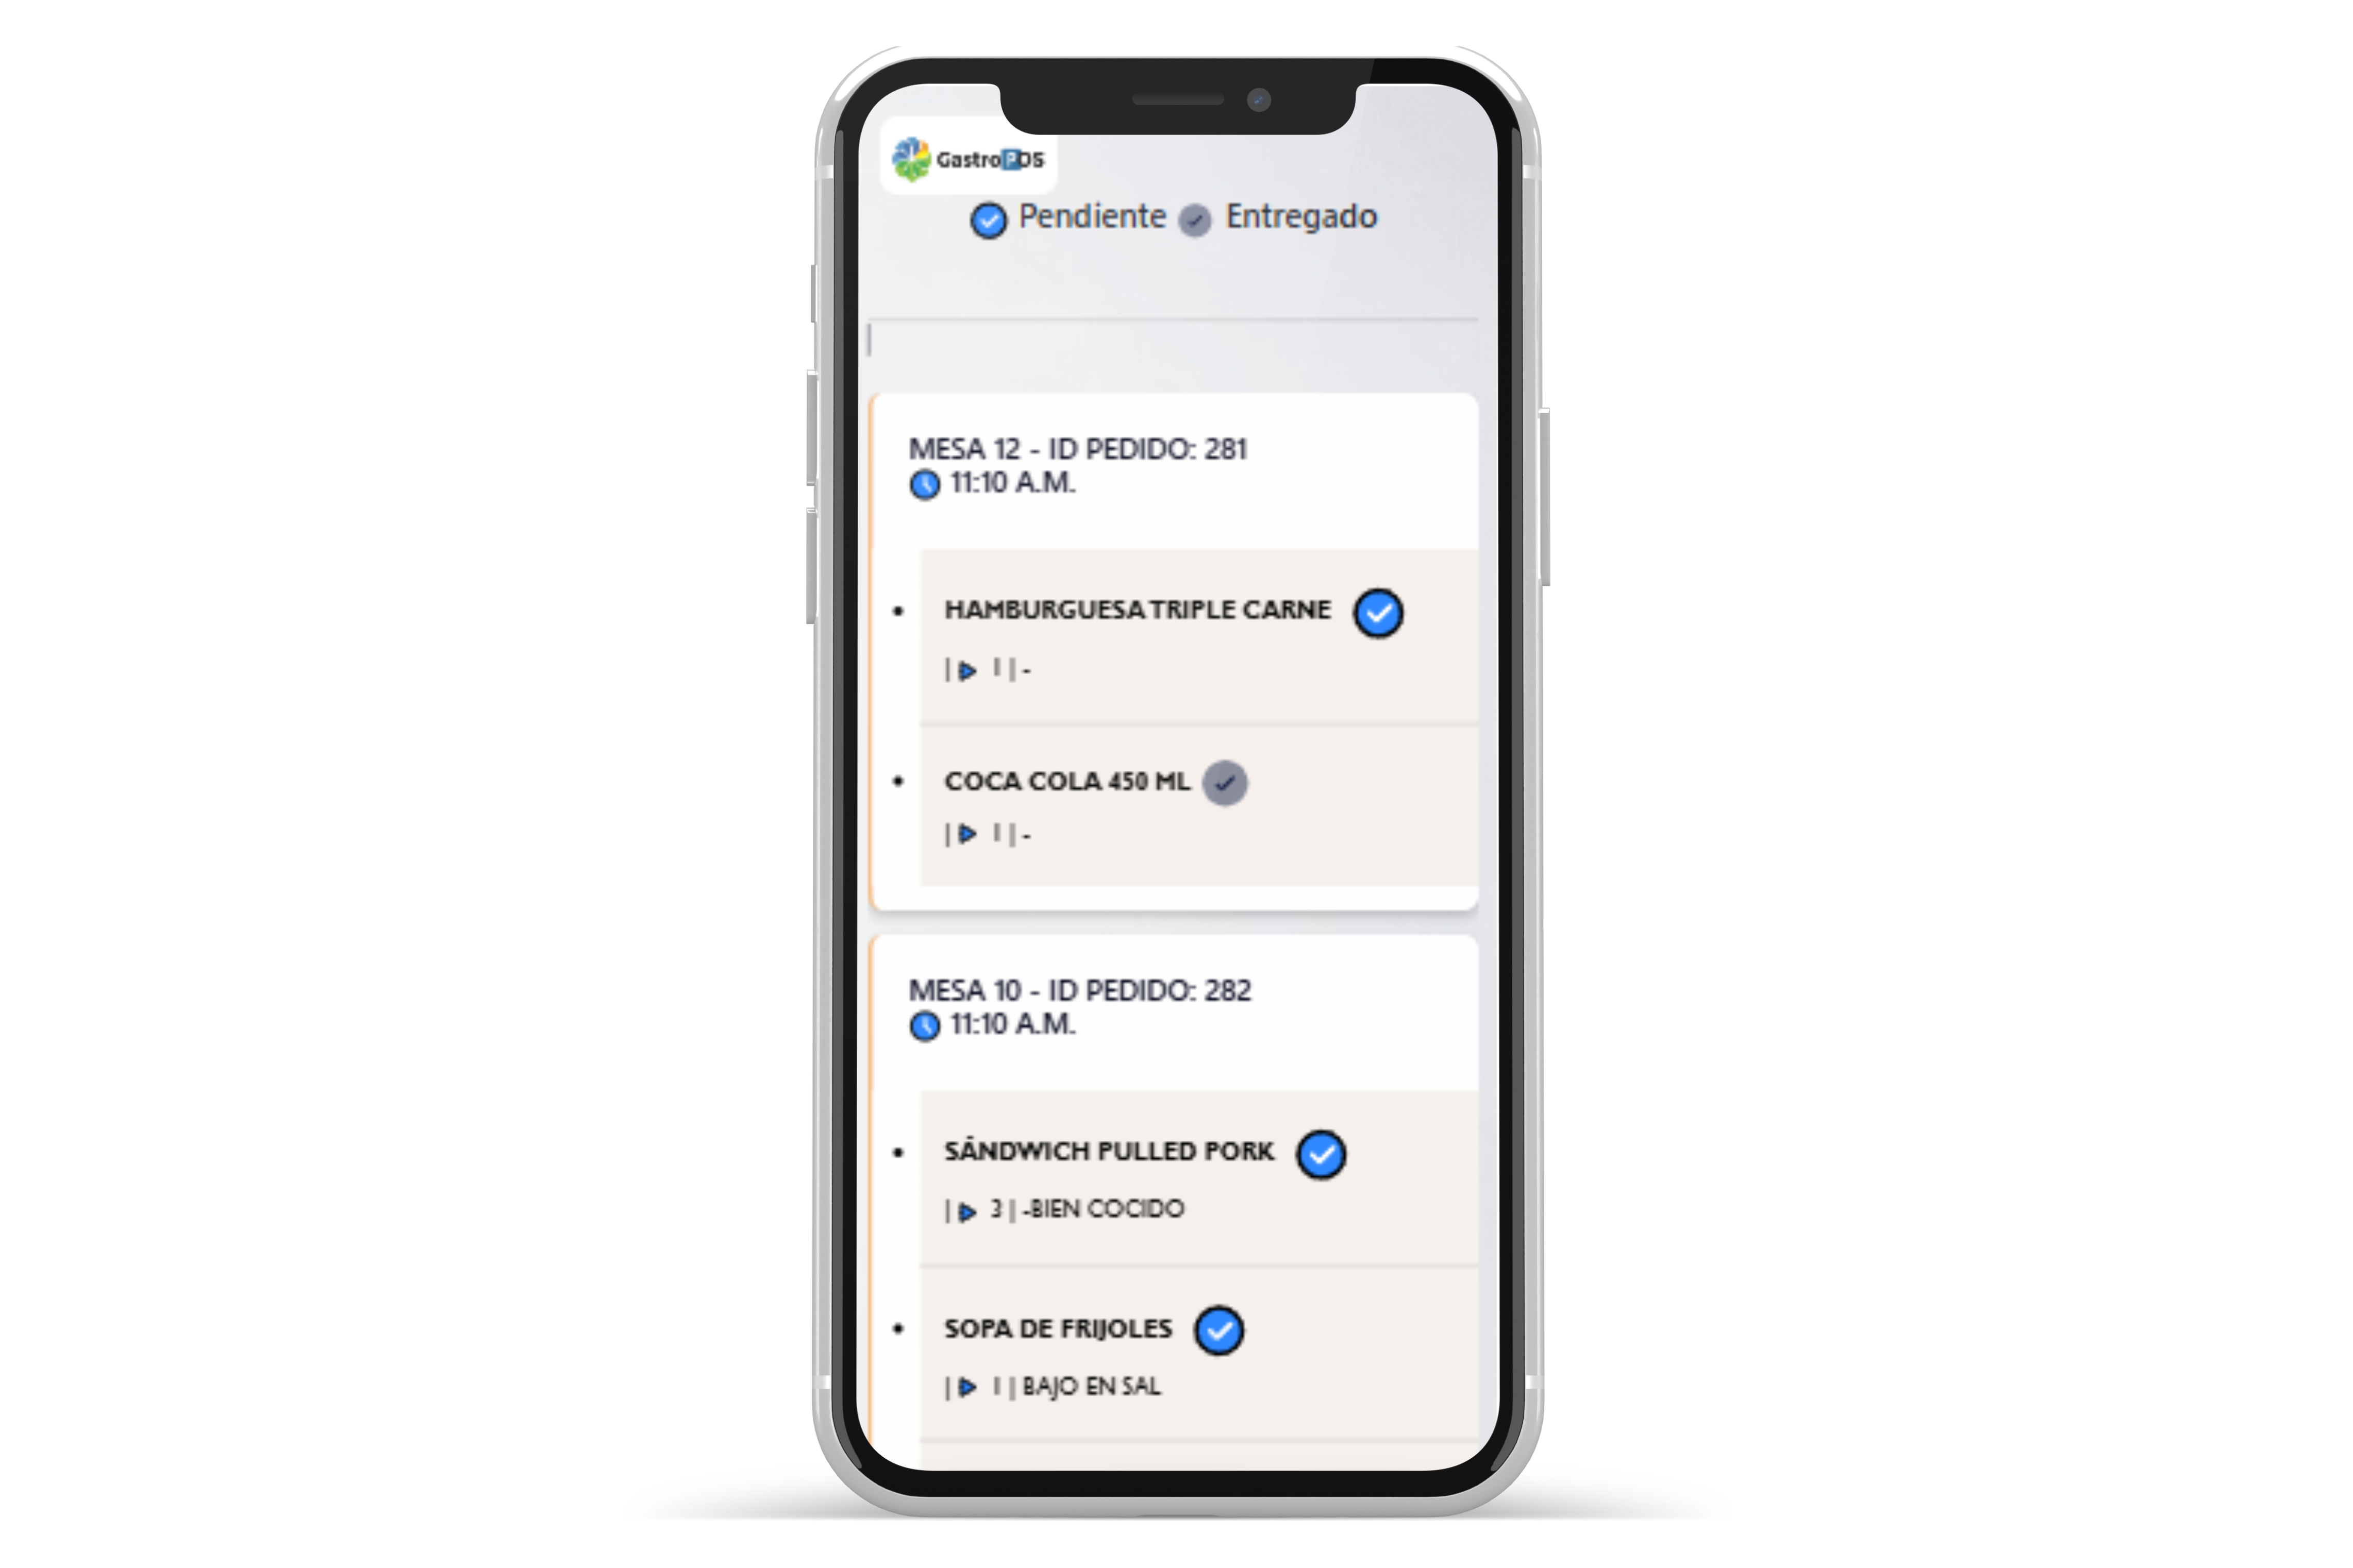 GastroPOS
Pendiente Entregado
MESA 12 - ID PEDIDO: 281
11:10 A.M.
• HAMBURGUESA TRIPLE CARNE
| 1 | -
• COCA COLA 450 ML
| 1 | -
MESA 10 - ID PEDIDO: 282
11:10 A.M.
• SÁNDWICH PULLED PORK
| 3 | -BIEN COCIDO
• SOPA DE FRIJOLES
| 1 | BAJO EN SAL